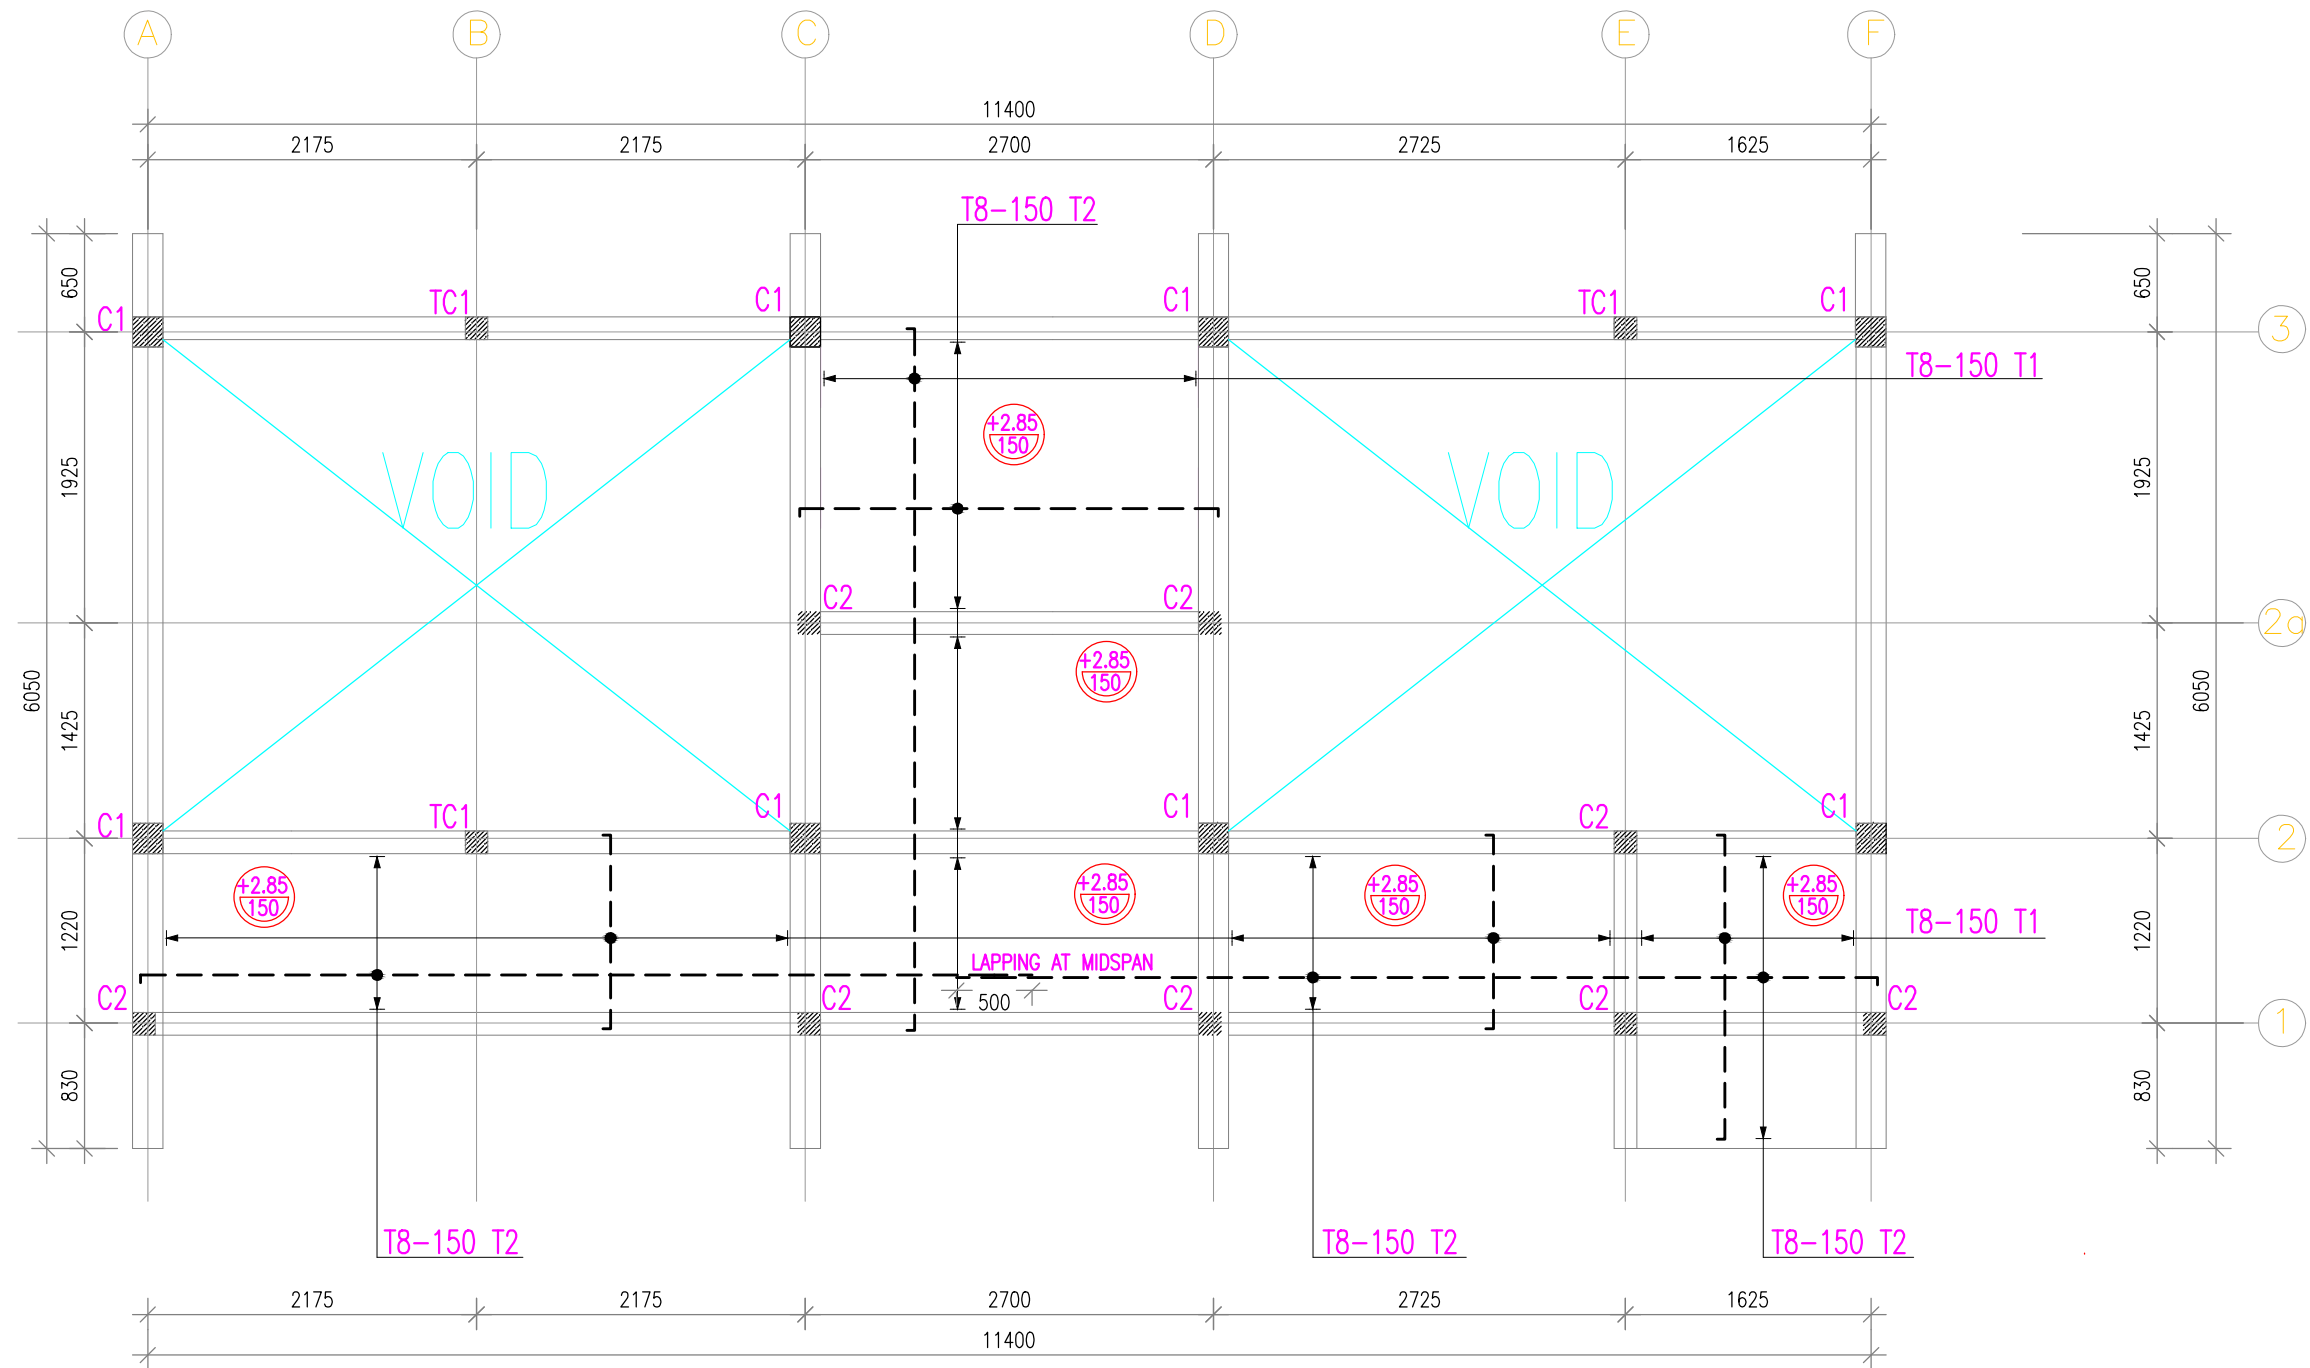 A B C D E F
11400
2175 2175 2700 2725 1625
T8-150 T2
650 650
C1 TC1 C1 C1 TC1 C1
3
T8-150 T1
+2.85
150
1925 VOID VOID 1925
C2 C2
2a
+2.85
150
6050 6050
1425 1425
C1 TC1 C1 C1 C2 C1
2
+2.85 +2.85 +2.85 +2.85
150 150 150 150
1220 T8-150 T1 1220
LAPPING AT MIDSPAN
500
C2 C2 C2 C2 C2
1
830 830
T8-150 T2 T8-150 T2 T8-150 T2
2175 2175 2700 2725 1625
11400